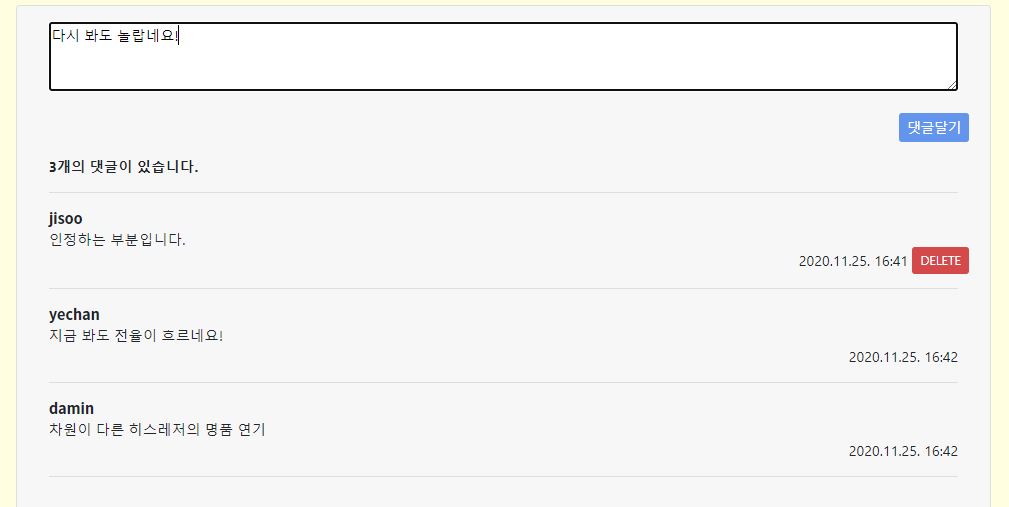 다시 봐도 놀랍네요!
댓글달기
3개의 댓글이 있습니다.
jisoo
인정하는 부분입니다.
2020.11.25. 16:41 DELETE
yechan
지금 봐도 전율이 흐르네요!
2020.11.25. 16:42
damin
차원이 다른 히스레저의 명품 연기
2020.11.25. 16:42